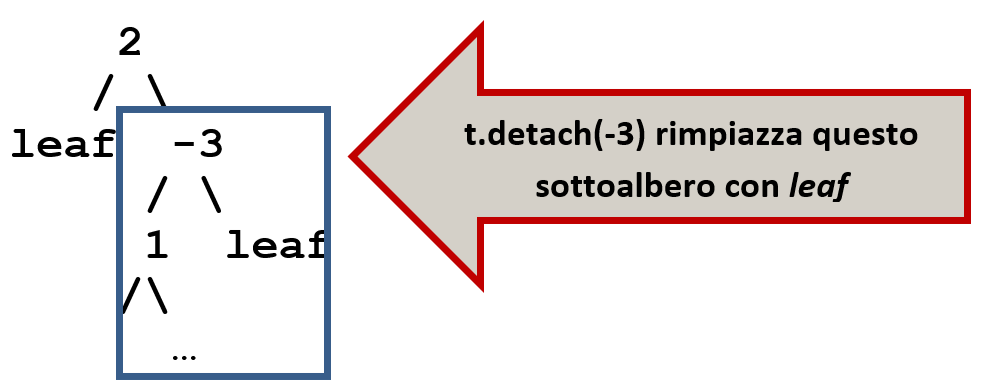 2
/ \
leaf -3
/ \
1 leaf
/ \
...
t.detach(-3) rimpiazza questo
sottoalbero con leaf